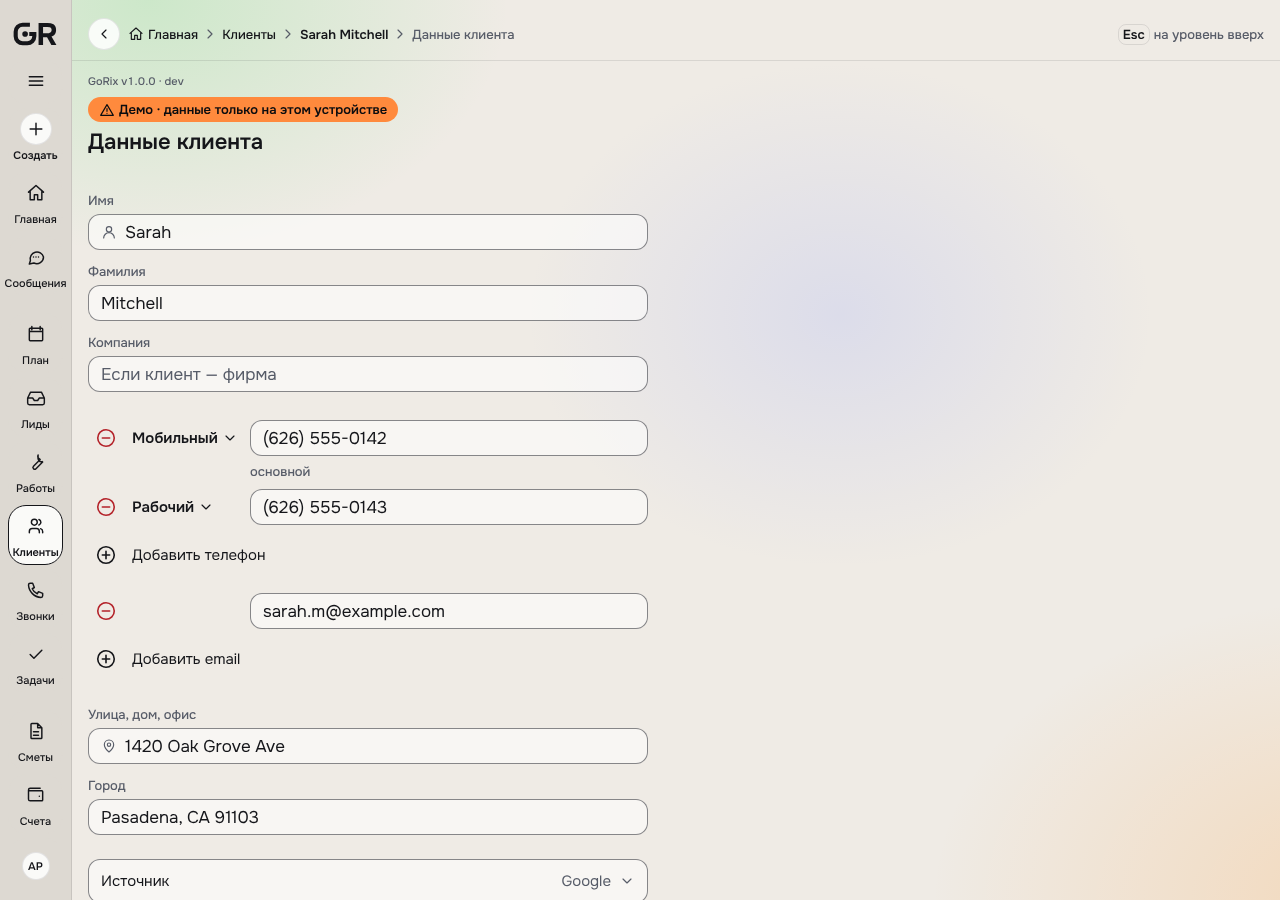 GR
Главная
Клиенты
Sarah Mitchell
Данные клиента
Esc на уровень вверх
GoRix v1.0.0 · dev
Демо · данные только на этом устройстве
Данные клиента
Создать
Главная
Сообщения
План
Лиды
Работы
Клиенты
Звонки
Задачи
Сметы
Счета
AP
Имя
Sarah
Фамилия
Mitchell
Компания
Если клиент — фирма
Мобильный
(626) 555-0142
основной
Рабочий
(626) 555-0143
Добавить телефон
sarah.m@example.com
Добавить email
Улица, дом, офис
1420 Oak Grove Ave
Город
Pasadena, CA 91103
Источник
Google